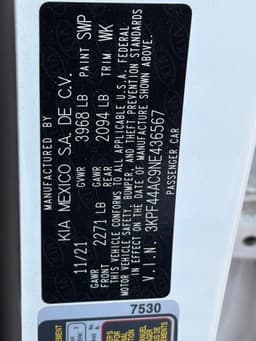 MANUFACTURED BY
KIA MEXICO S.A. DE C.V.
11/21 GVWR 3968 LB PAINT SWP
GAWR FRONT 2271 LB GAWR REAR 2094 LB TRIM WK
THIS VEHICLE CONFORMS TO ALL APPLICABLE U.S.A. FEDERAL
MOTOR VEHICLE SAFETY, BUMPER, AND THEFT PREVENTION STANDARDS
IN EFFECT ON THE DATE OF MANUFACTURE SHOWN ABOVE.
V.I.N. 3KPF44AC9NE436567
PASSENGER CAR
7530